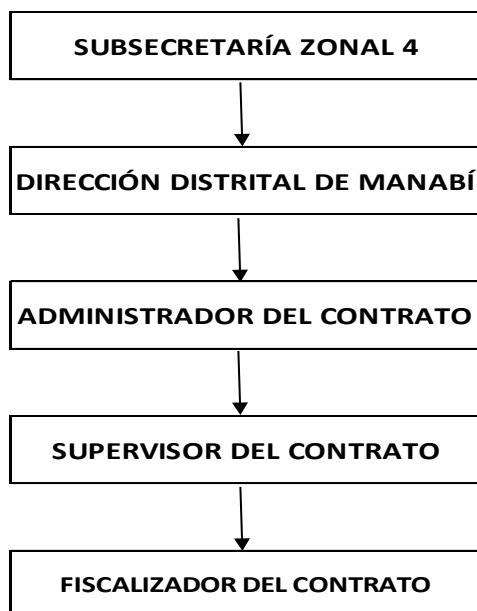 SUBSECRETARÍA ZONAL 4
DIRECCIÓN DISTRITAL DE MANABÍ
ADMINISTRADOR DEL CONTRATO
SUPERVISOR DEL CONTRATO
FISCALIZADOR DEL CONTRATO